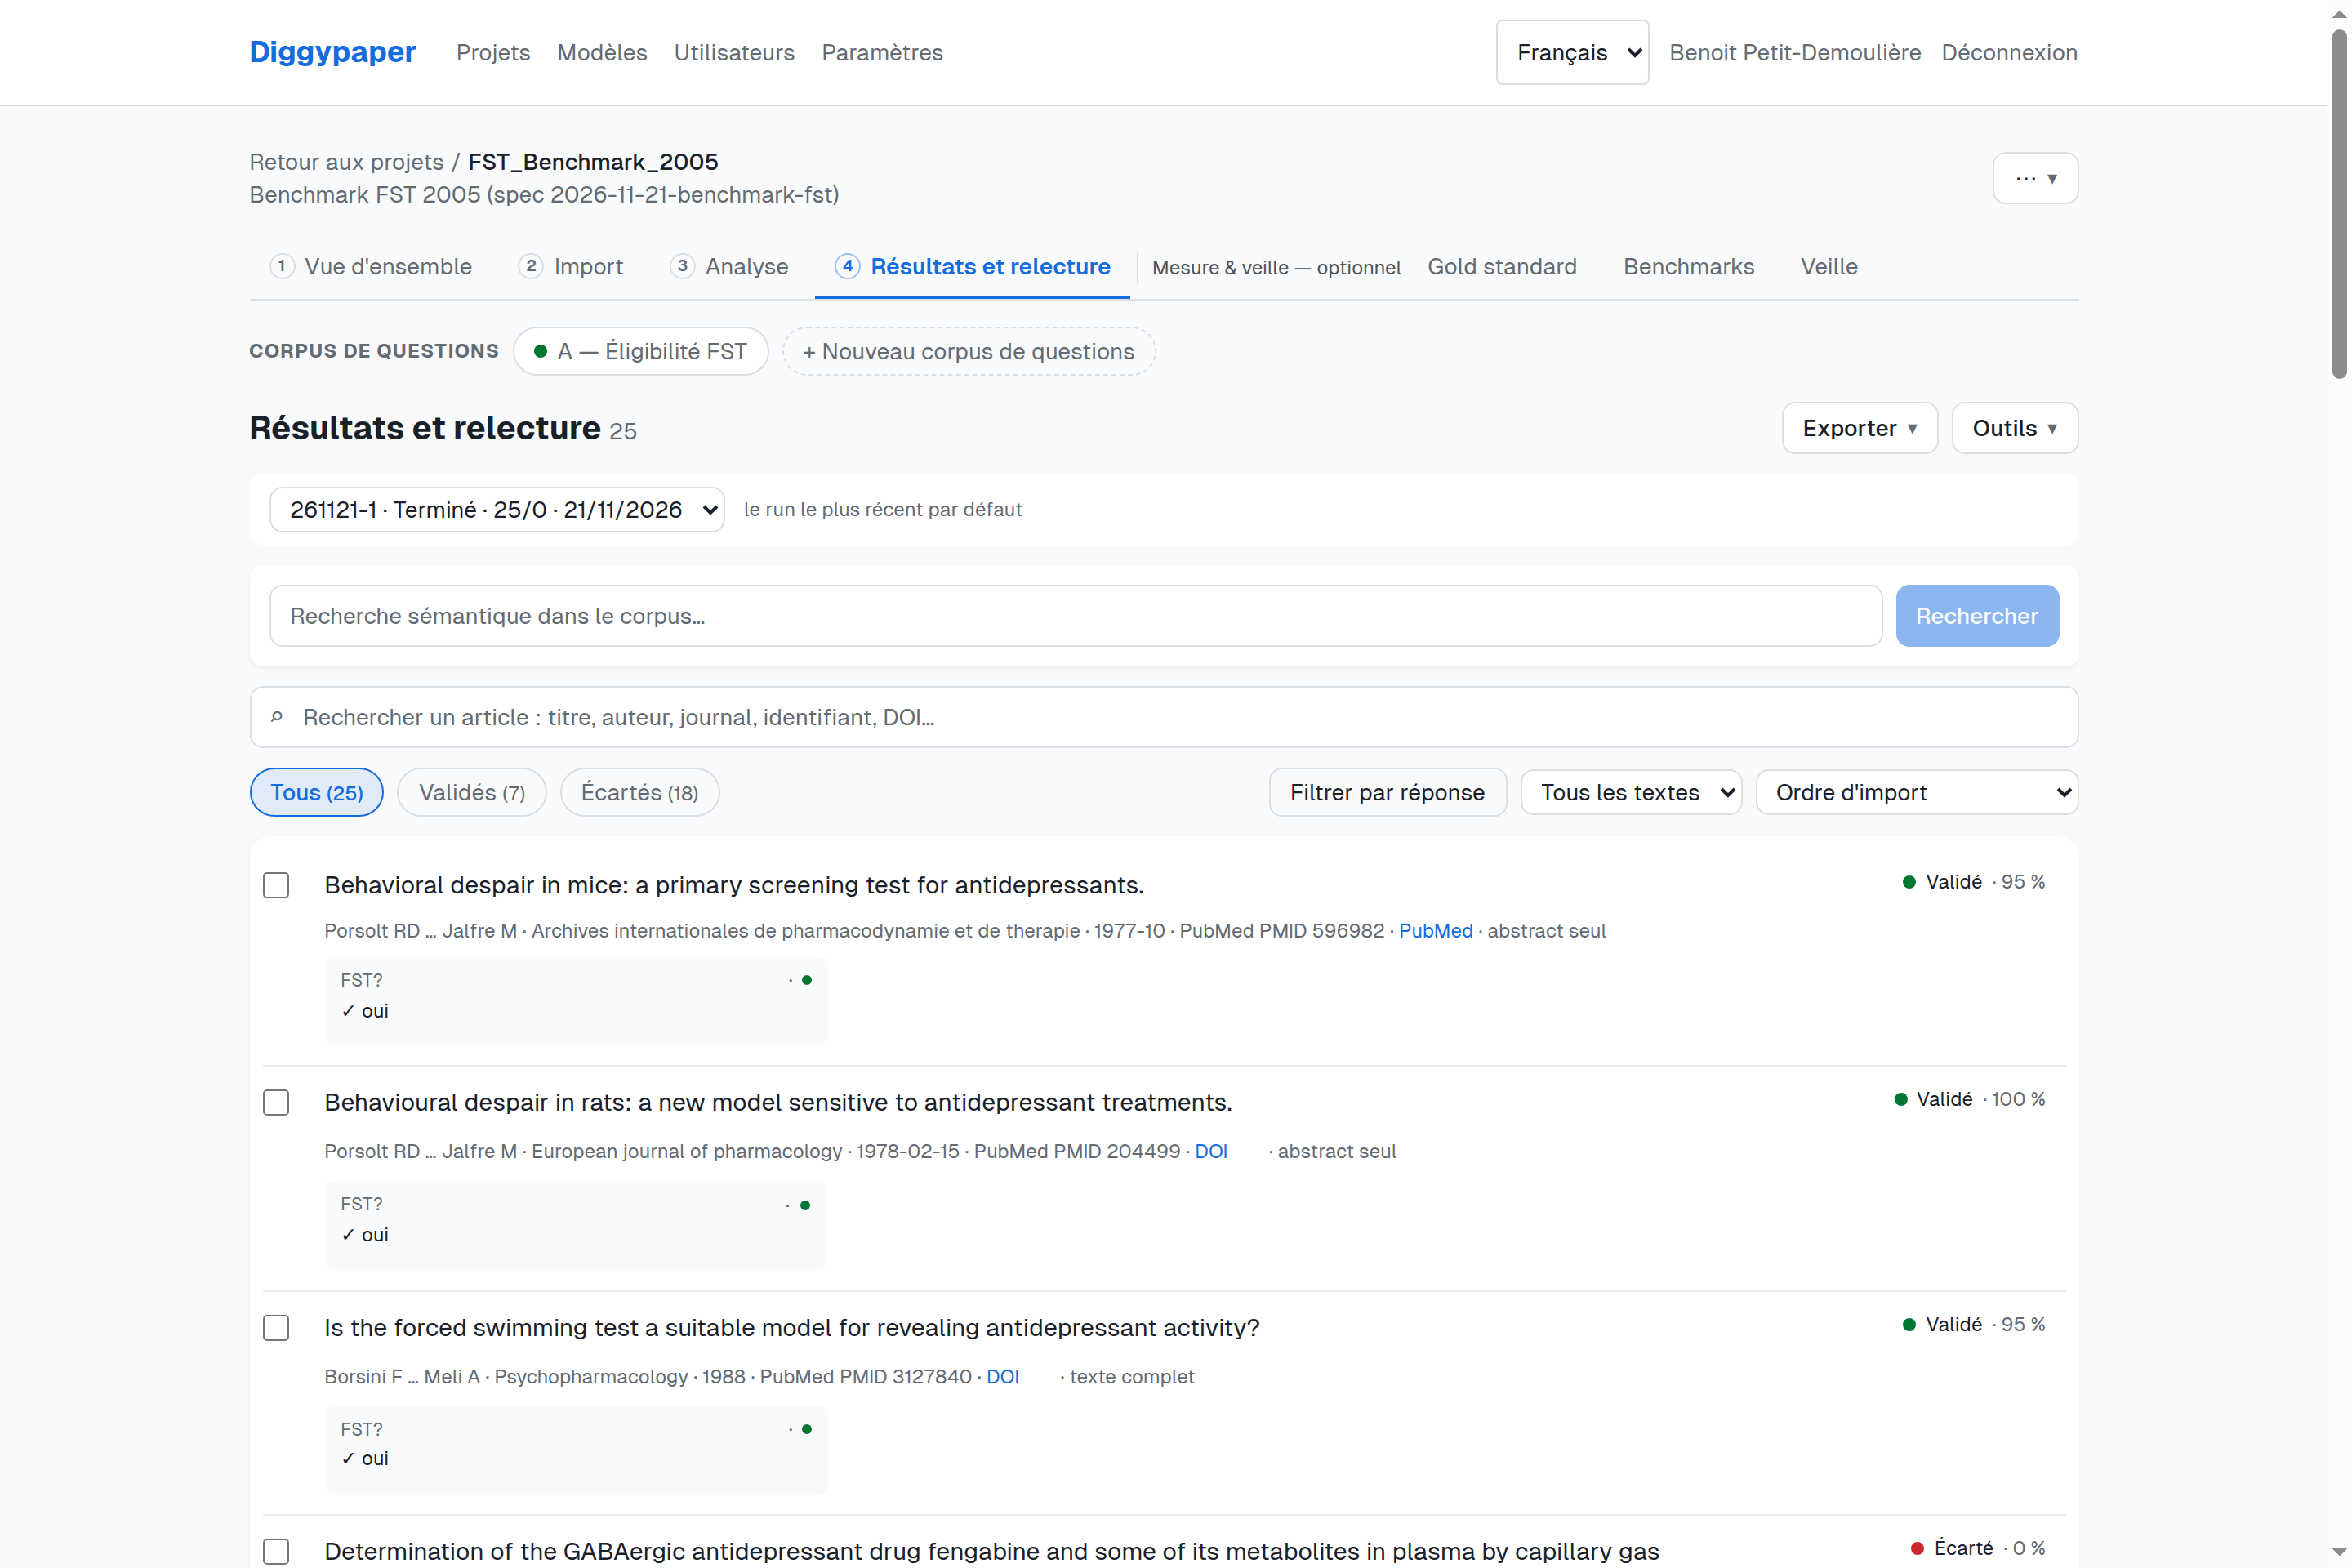 Diggypaper Projets Modèles Utilisateurs Paramètres Français Benoit Petit-Demoulière Déconnexion
Retour aux projets / FST_Benchmark_2005
Benchmark FST 2005 (spec 2026-11-21-benchmark-fst)
··· ▾
1 Vue d'ensemble 2 Import 3 Analyse 4 Résultats et relecture Mesure & veille — optionnel Gold standard Benchmarks Veille
CORPUS DE QUESTIONS A — Éligibilité FST + Nouveau corpus de questions
Résultats et relecture 25 Exporter ▾ Outils ▾
261121-1 · Terminé · 25/0 · 21/11/2026 le run le plus récent par défaut
Recherche sémantique dans le corpus… Rechercher
Rechercher un article : titre, auteur, journal, identifiant, DOI…
Tous (25) Validés (7) Écartés (18) Filtrer par réponse Tous les textes Ordre d'import
Behavioral despair in mice: a primary screening test for antidepressants. Validé · 95 %
Porsolt RD … Jalfre M · Archives internationales de pharmacodynamie et de therapie · 1977-10 · PubMed PMID 596982 · PubMed · abstract seul
FST? ·
✓ oui
Behavioural despair in rats: a new model sensitive to antidepressant treatments. Validé · 100 %
Porsolt RD … Jalfre M · European journal of pharmacology · 1978-02-15 · PubMed PMID 204499 · DOI · abstract seul
FST? ·
✓ oui
Is the forced swimming test a suitable model for revealing antidepressant activity? Validé · 95 %
Borsini F … Meli A · Psychopharmacology · 1988 · PubMed PMID 3127840 · DOI · texte complet
FST? ·
✓ oui
Determination of the GABAergic antidepressant drug fengabine and some of its metabolites in plasma by capillary gas Écarté · 0 %